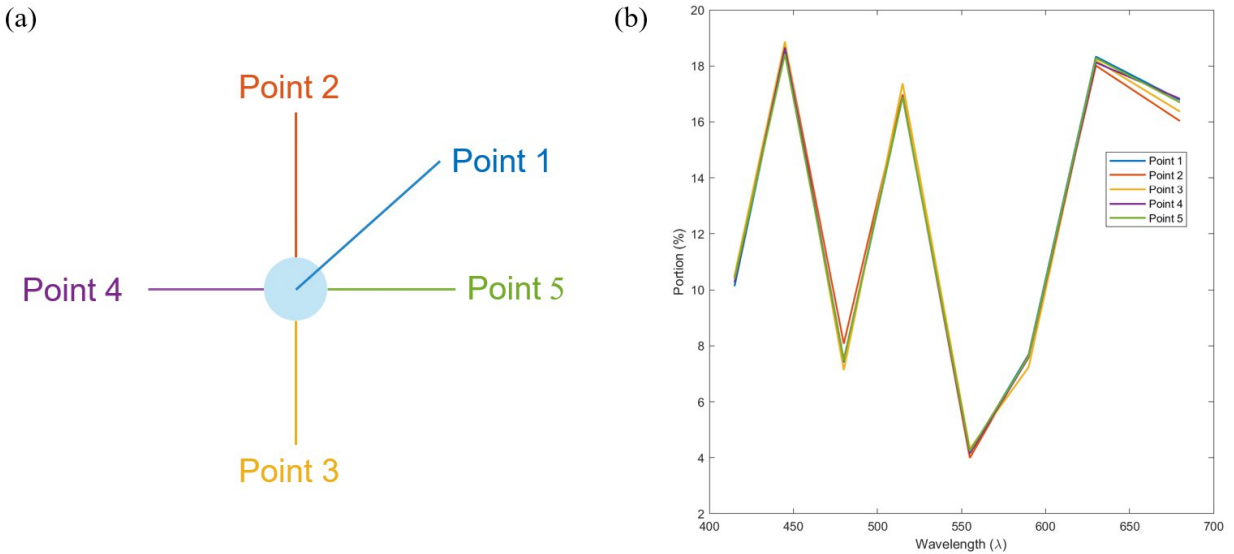 (a)
Point 2
Point 1
Point 4
Point 5
Point 3
(b)
20
18
16
14
12
10
8
6
4
2
Portion (%)
Point 1
Point 2
Point 3
Point 4
Point 5
400
450
500
550
600
650
700
Wavelength (λ)